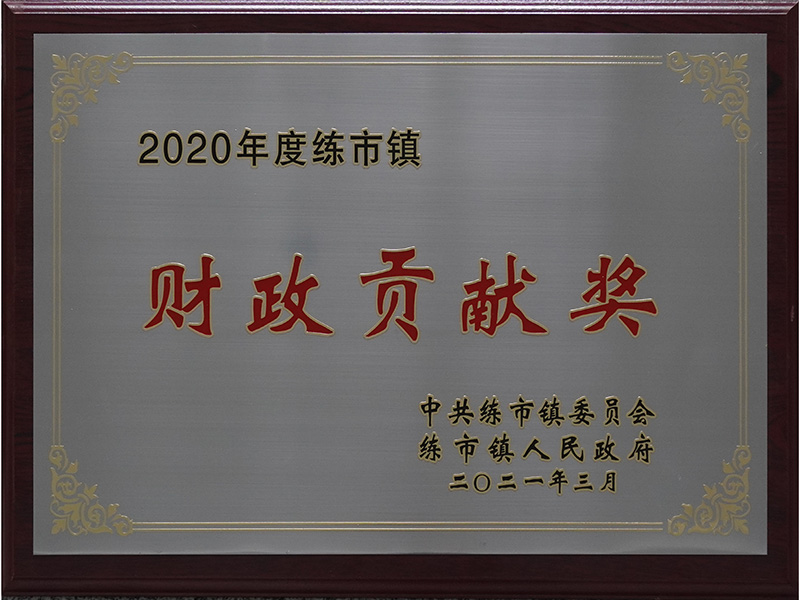 2020年度练市镇
财政贡献奖
中共练市镇委员会
练市镇人民政府
二〇二一年三月